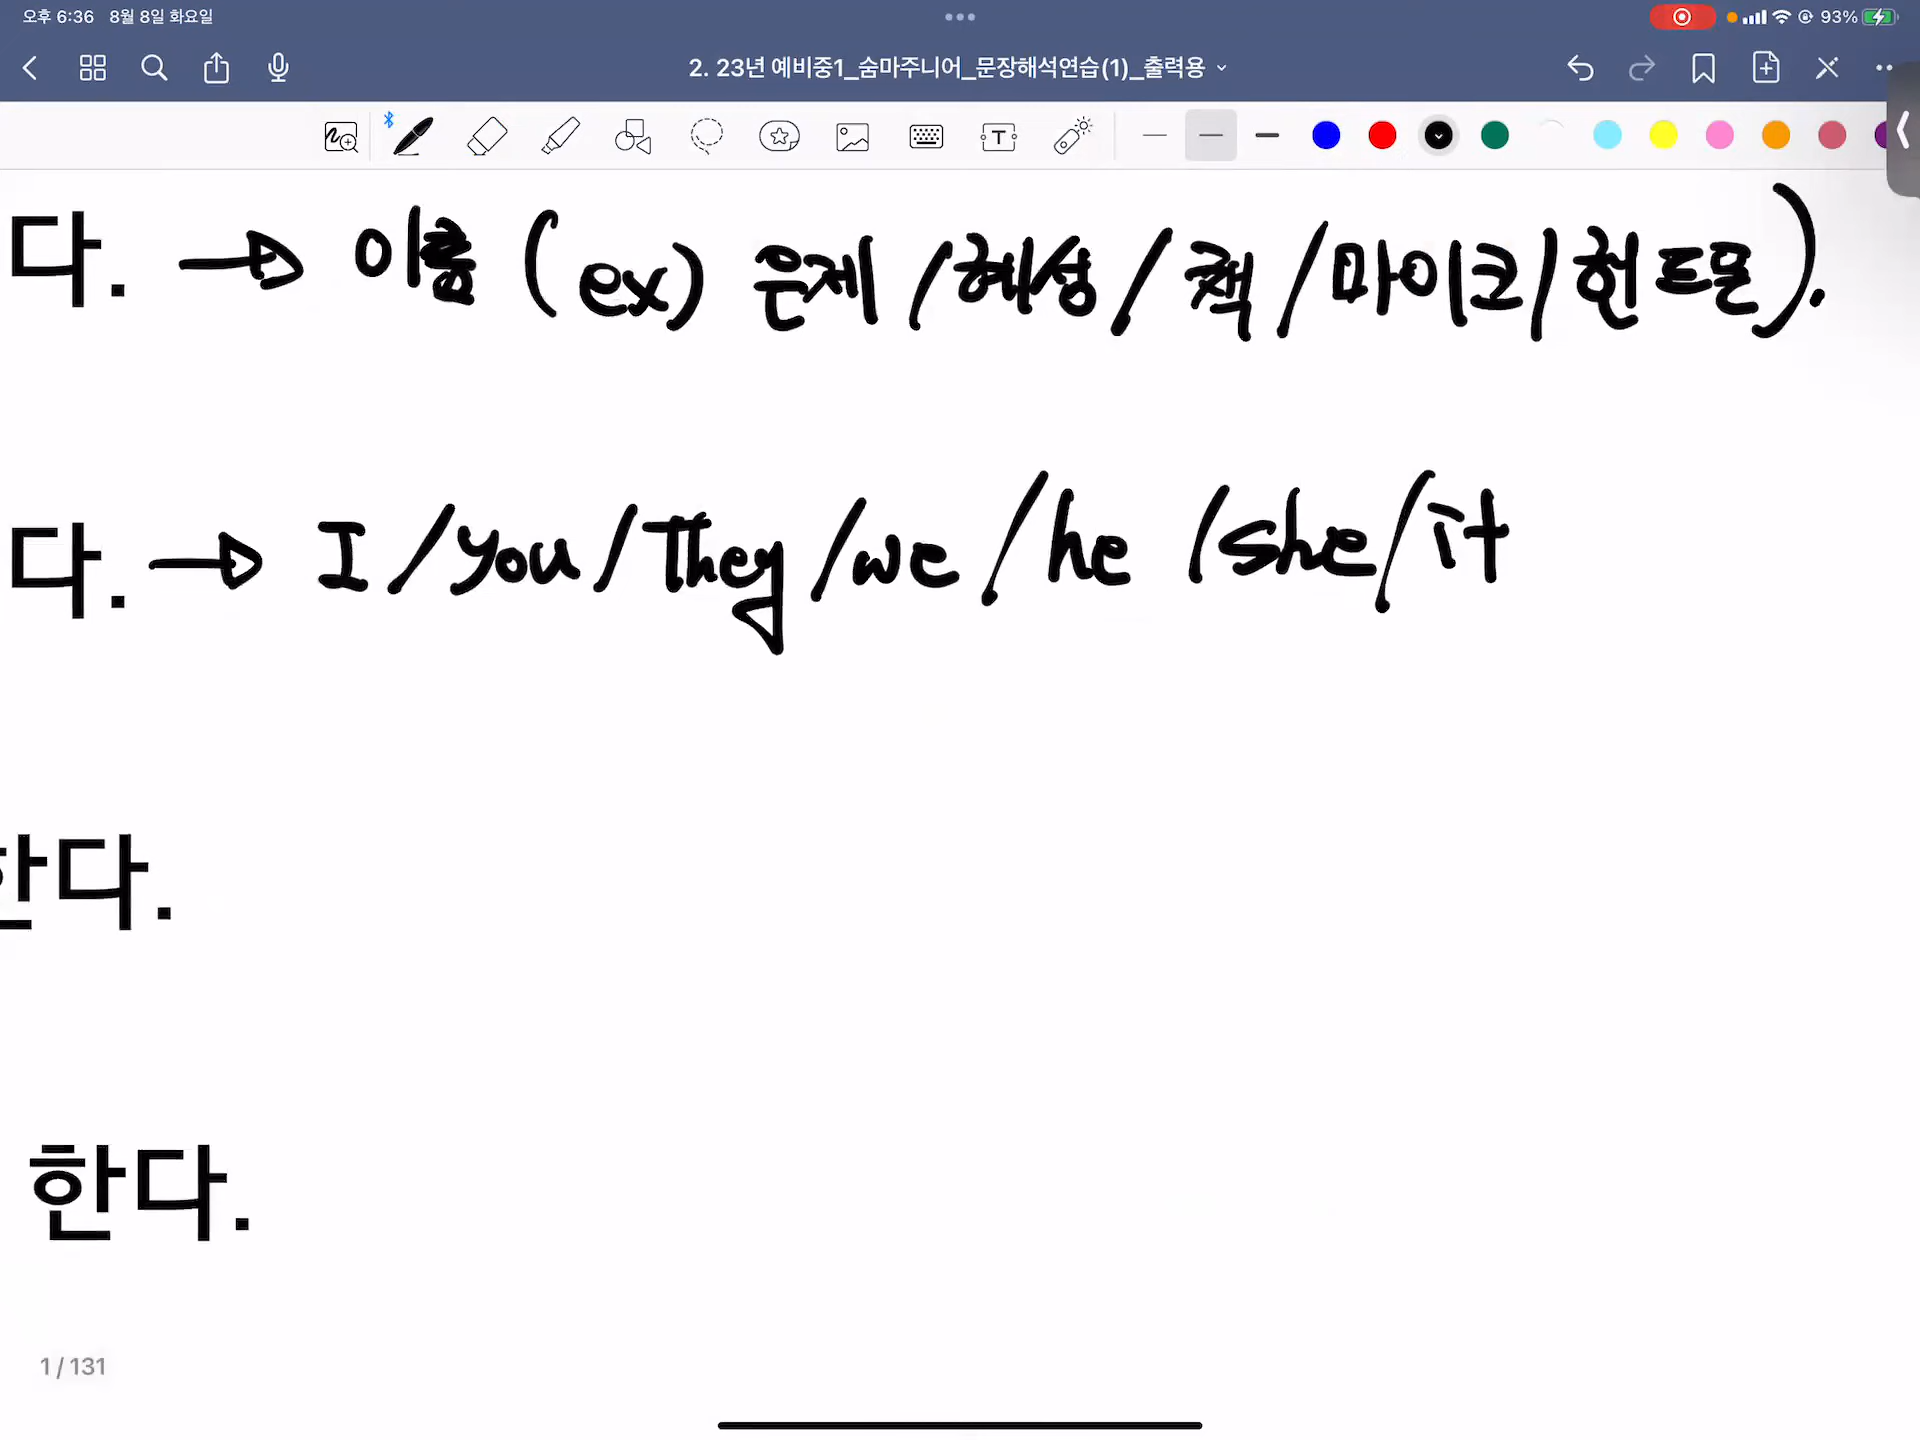 오후 6:36 8월 8일 화요일 93%
2. 23년 예비중1_숨마주니어_문장해석연습(1)_출력용
다. → 이름 (ex) 은제 / 혜성 / 책 / 마이크 / 핸드폰).
다. → I / you / They / we / he / she / it
한다.
한다.
1 / 131